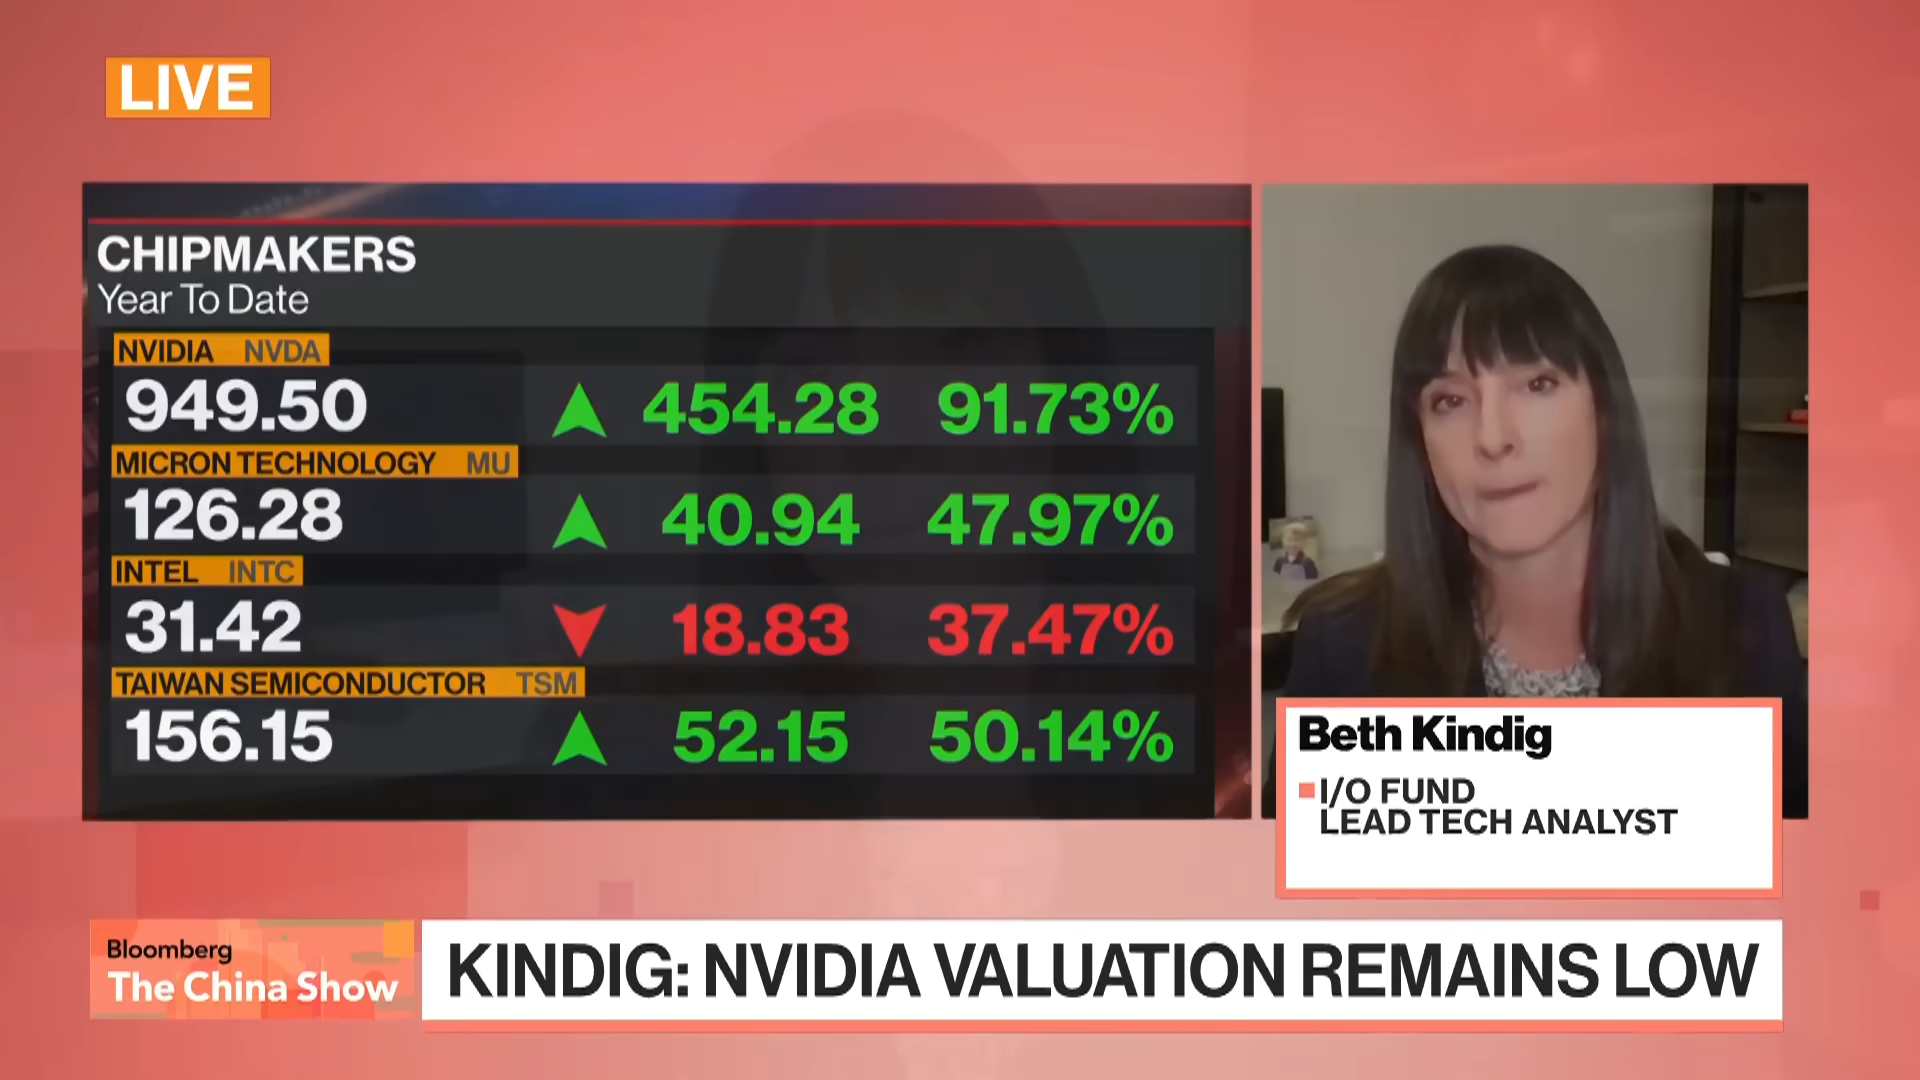 LIVE
CHIPMAKERS
Year To Date
NVIDIA NVDA
949.50 ▲ 454.28 91.73%
MICRON TECHNOLOGY MU
126.28 ▲ 40.94 47.97%
INTEL INTC
31.42 ▼ 18.83 37.47%
TAIWAN SEMICONDUCTOR TSM
156.15 ▲ 52.15 50.14%
Beth Kindig
I/O FUND
LEAD TECH ANALYST
Bloomberg
The China Show
KINDIG: NVIDIA VALUATION REMAINS LOW